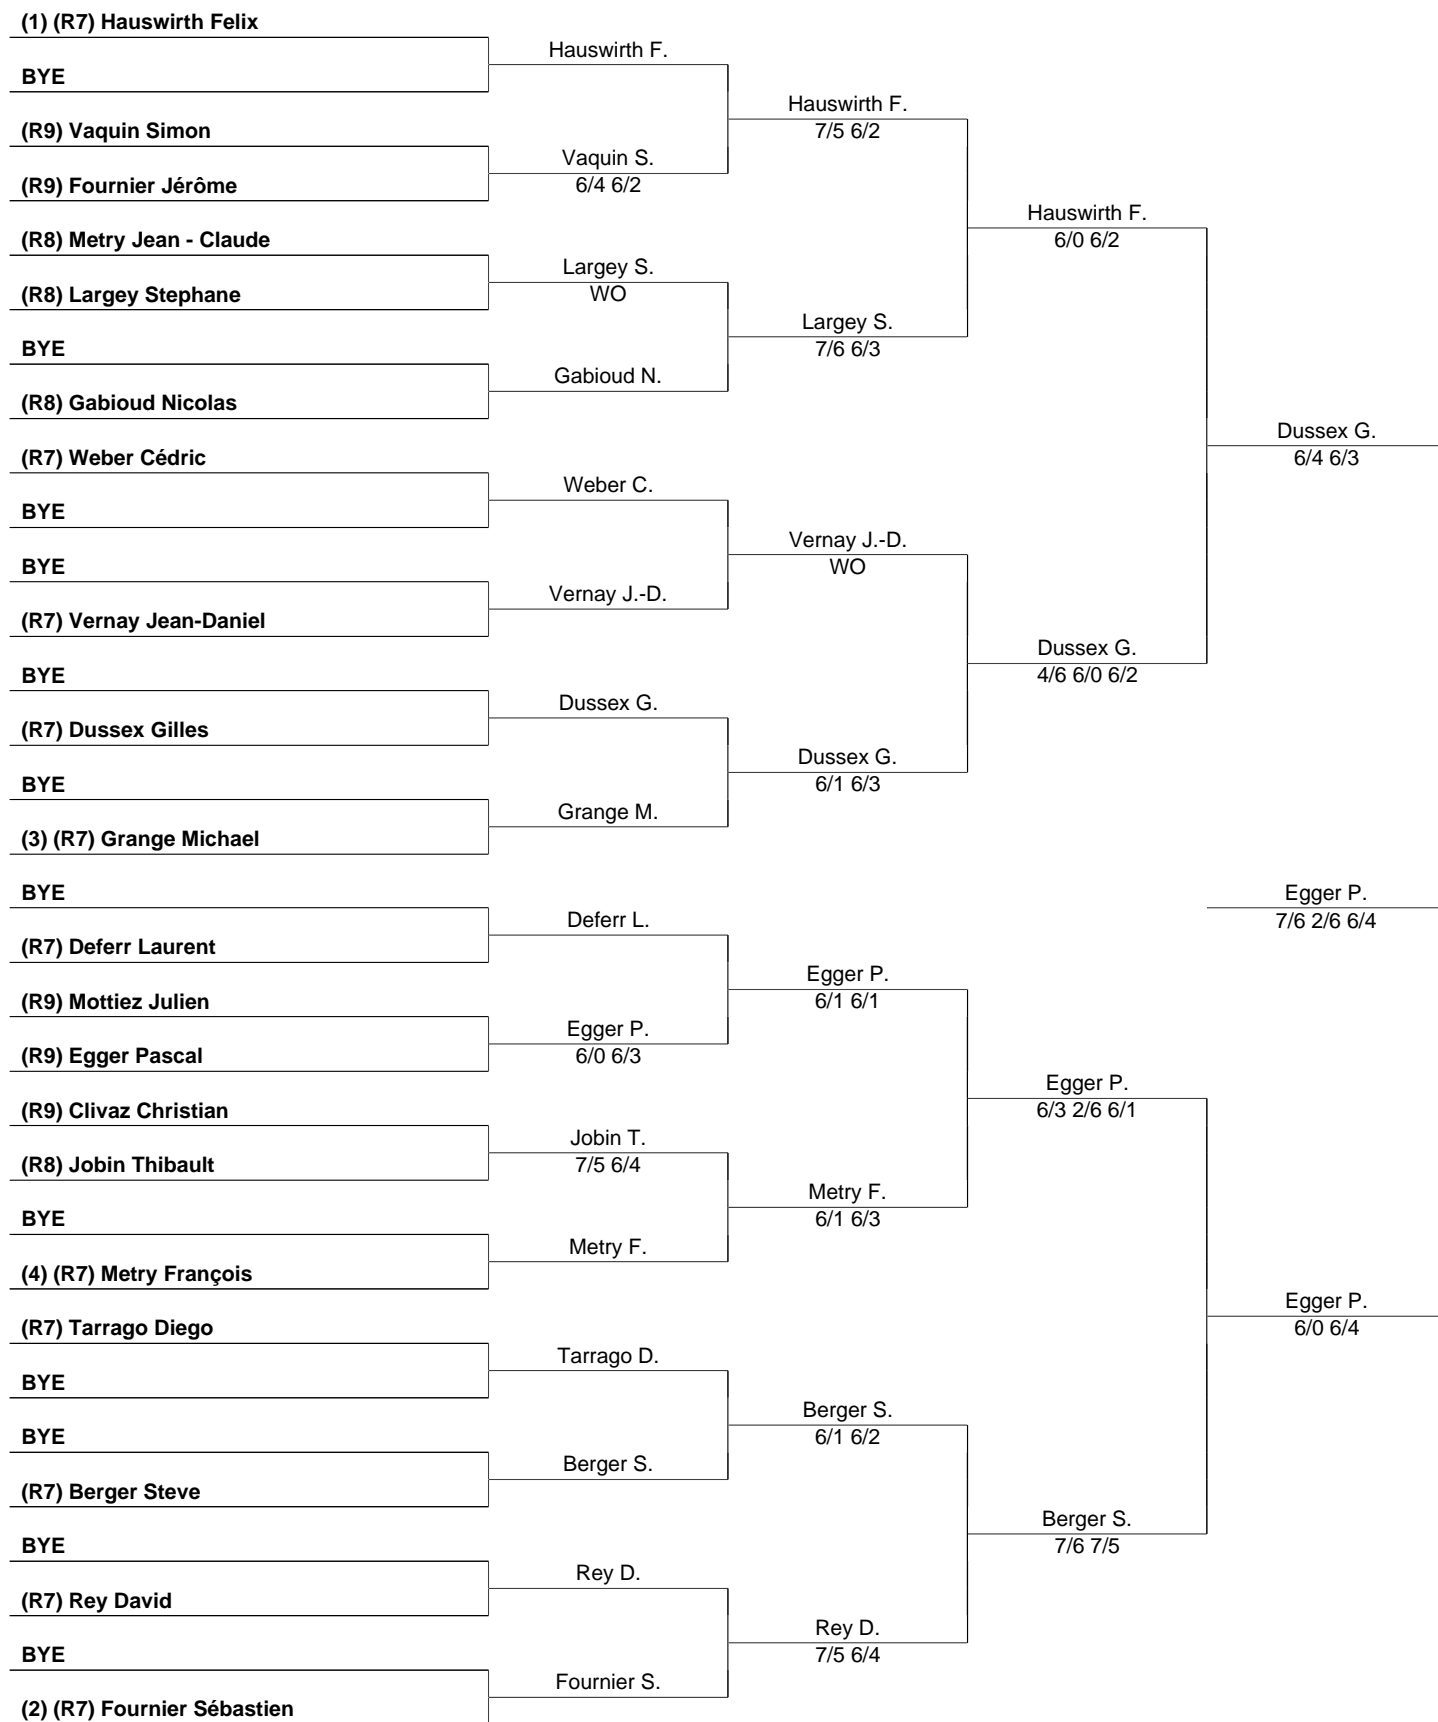 (1) (R7) Hauswirth Felix
BYE
(R9) Vaquin Simon
(R9) Fournier Jérôme
(R8) Metry Jean - Claude
(R8) Largey Stephane
BYE
(R8) Gabioud Nicolas
(R7) Weber Cédric
BYE
BYE
(R7) Vernay Jean-Daniel
BYE
(R7) Dussex Gilles
BYE
(3) (R7) Grange Michael
BYE
(R7) Deferr Laurent
(R9) Mottiez Julien
(R9) Egger Pascal
(R9) Clivaz Christian
(R8) Jobin Thibault
BYE
(4) (R7) Metry François
(R7) Tarrago Diego
BYE
BYE
(R7) Berger Steve
BYE
(R7) Rey David
BYE
(2) (R7) Fournier Sébastien
Hauswirth F.
Vaquin S.
6/4 6/2
Largey S.
WO
Gabioud N.
Weber C.
Vernay J.-D.
Dussex G.
Grange M.
Deferr L.
Egger P.
6/0 6/3
Jobin T.
7/5 6/4
Metry F.
Tarrago D.
Berger S.
Rey D.
Fournier S.
Hauswirth F.
7/5 6/2
Largey S.
7/6 6/3
Vernay J.-D.
WO
Dussex G.
6/1 6/3
Egger P.
6/1 6/1
Metry F.
6/1 6/3
Berger S.
6/1 6/2
Rey D.
7/5 6/4
Hauswirth F.
6/0 6/2
Dussex G.
4/6 6/0 6/2
Egger P.
6/3 2/6 6/1
Berger S.
7/6 7/5
Dussex G.
6/4 6/3
Egger P.
7/6 2/6 6/4
Egger P.
6/0 6/4